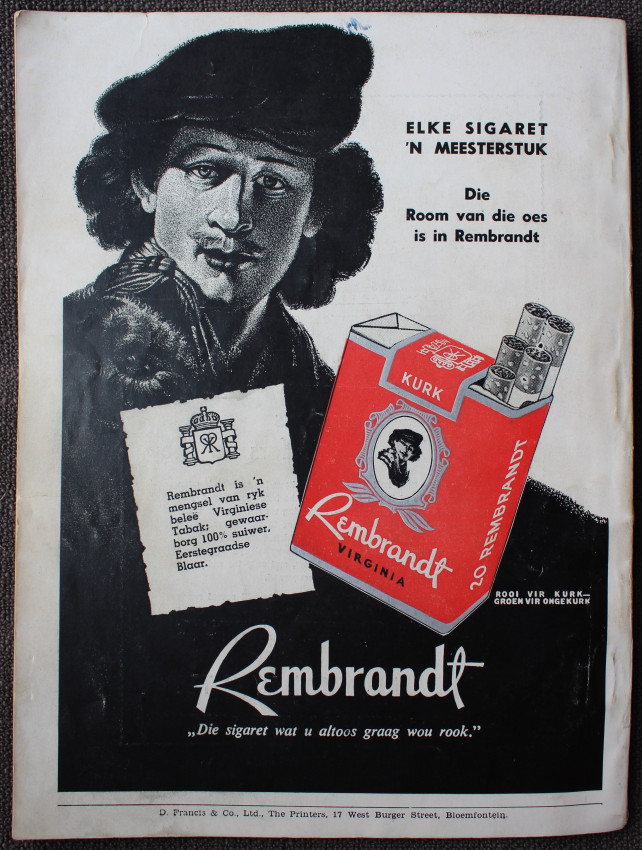 ELKE SIGARET
'N MEESTERSTUK
Die
Room van die oes
is in Rembrandt
KURK
Rembrandt
VIRGINIA
20 REMBRANDT
Rembrandt is 'n
mengsel van ryk
beleë Virginiese
Tabak; gewaar-
borg 100% suiwer,
Eerstegraadse
Blaar.
ROOI VIR KURK—
GROEN VIR ONGEKURK
Rembrandt
„Die sigaret wat u altoos graag wou rook.”
D. Francis & Co., Ltd., The Printers, 17 West Burger Street, Bloemfontein.